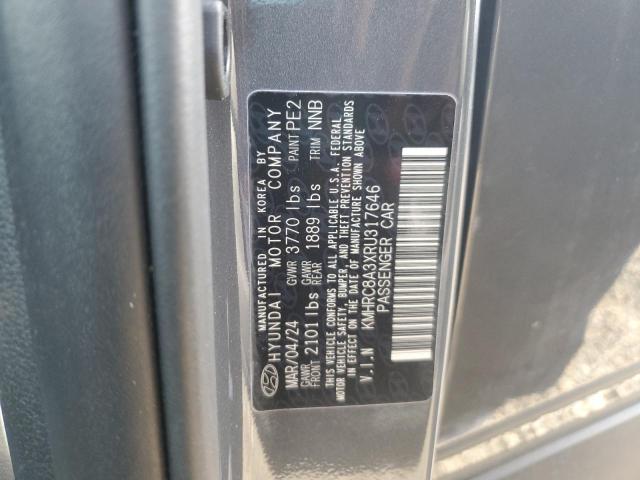 MANUFACTURED IN KOREA BY
HYUNDAI MOTOR COMPANY
MAR/04/24 GVWR 3770 lbs PAINT PE2
GAWR FRONT 2101 lbs GAWR REAR 1889 lbs TRIM NNB
THIS VEHICLE CONFORMS TO ALL APPLICABLE U.S.A. FEDERAL
MOTOR VEHICLE SAFETY, BUMPER, AND THEFT PREVENTION STANDARDS
IN EFFECT ON THE DATE OF MANUFACTURE SHOWN ABOVE
V.I.N KMHRC8A3XRU317646
PASSENGER CAR